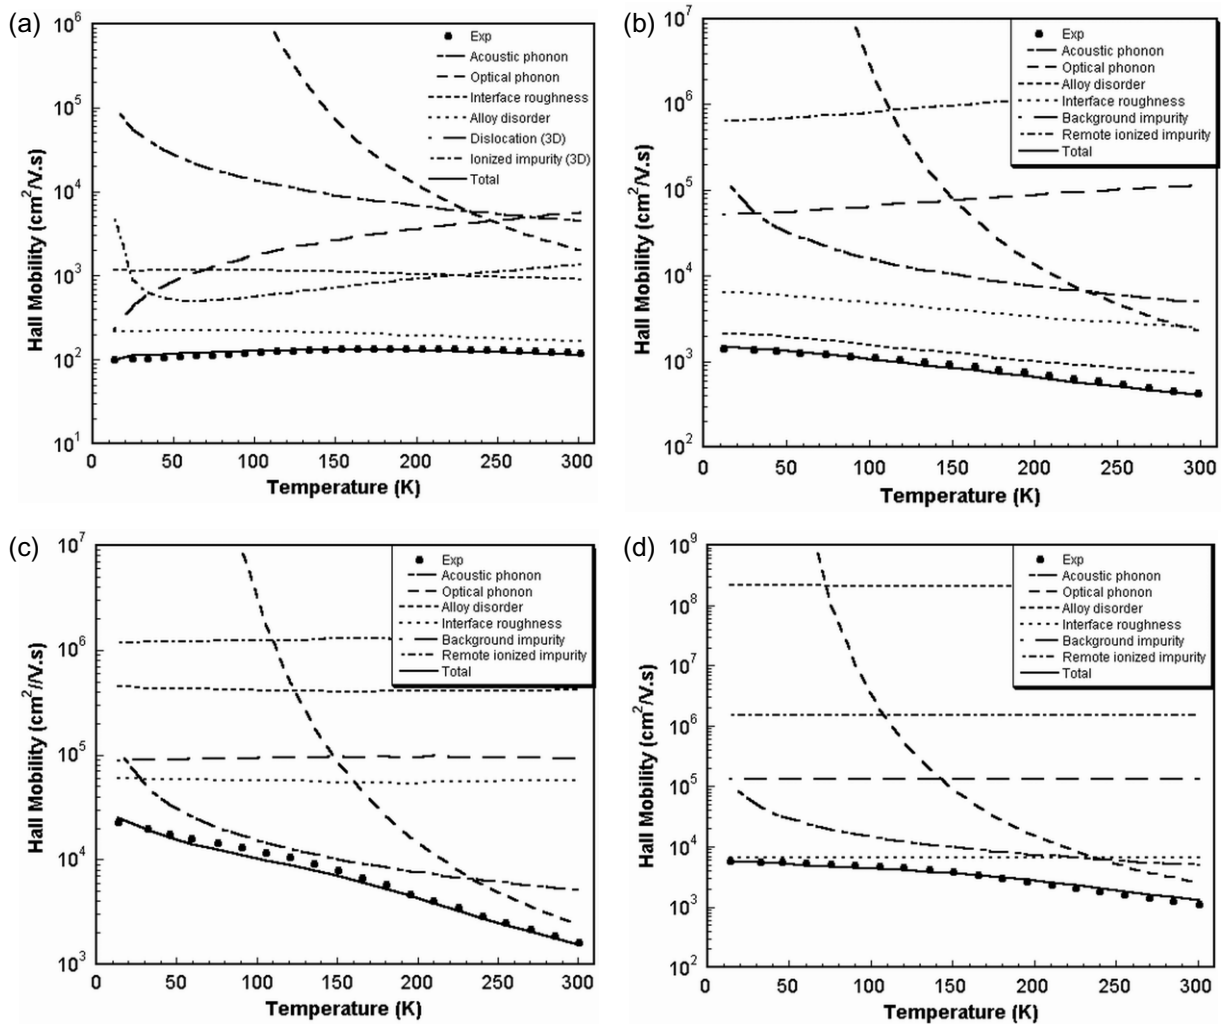 (a)
10^6
10^5
10^4
10^3
10^2
10^1
Hall Mobility (cm^2/V.s)
Exp
Acoustic phonon
Optical phonon
Interface roughness
Alloy disorder
Dislocation (3D)
Ionized impurity (3D)
Total
0 50 100 150 200 250 300
Temperature (K)
(b)
10^7
10^6
10^5
10^4
10^3
10^2
Hall Mobility (cm^2/V.s)
Exp
Acoustic phonon
Optical phonon
Alloy disorder
Interface roughness
Background impurity
Remote ionized impurity
Total
0 50 100 150 200 250 300
Temperature (K)
(c)
10^7
10^6
10^5
10^4
10^3
Hall Mobility (cm^2//V.s)
Exp
Acoustic phonon
Optical phonon
Alloy disorder
Interface roughness
Background impurity
Remote ionized impurity
Total
0 50 100 150 200 250 300
Temperature (K)
(d)
10^9
10^8
10^7
10^6
10^5
10^4
10^3
10^2
Hall Mobility (cm^2/V.s)
Exp
Acoustic phonon
Optical phonon
Alloy disorder
Interface roughness
Background impurity
Remote ionized impurity
Total
0 50 100 150 200 250 300
Temperature (K)